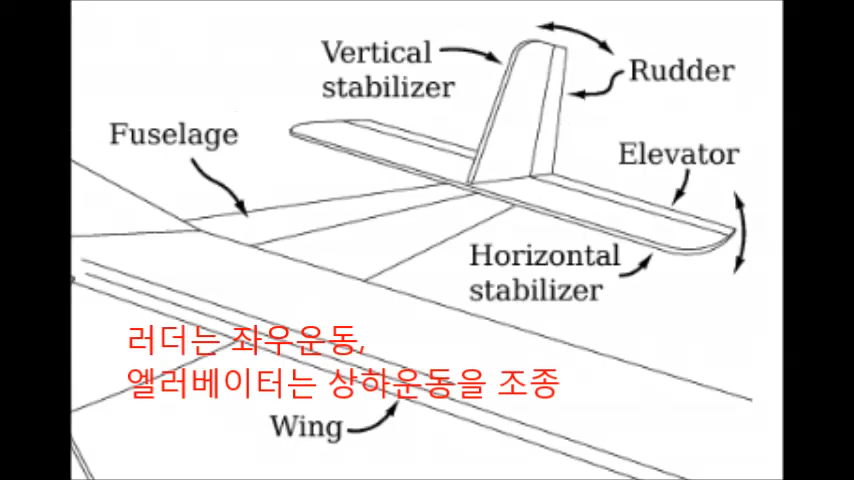 Vertical
stabilizer
Rudder
Fuselage
Elevator
Horizontal
stabilizer
러더는 좌우운동,
엘러베이터는 상하운동을 조종
Wing